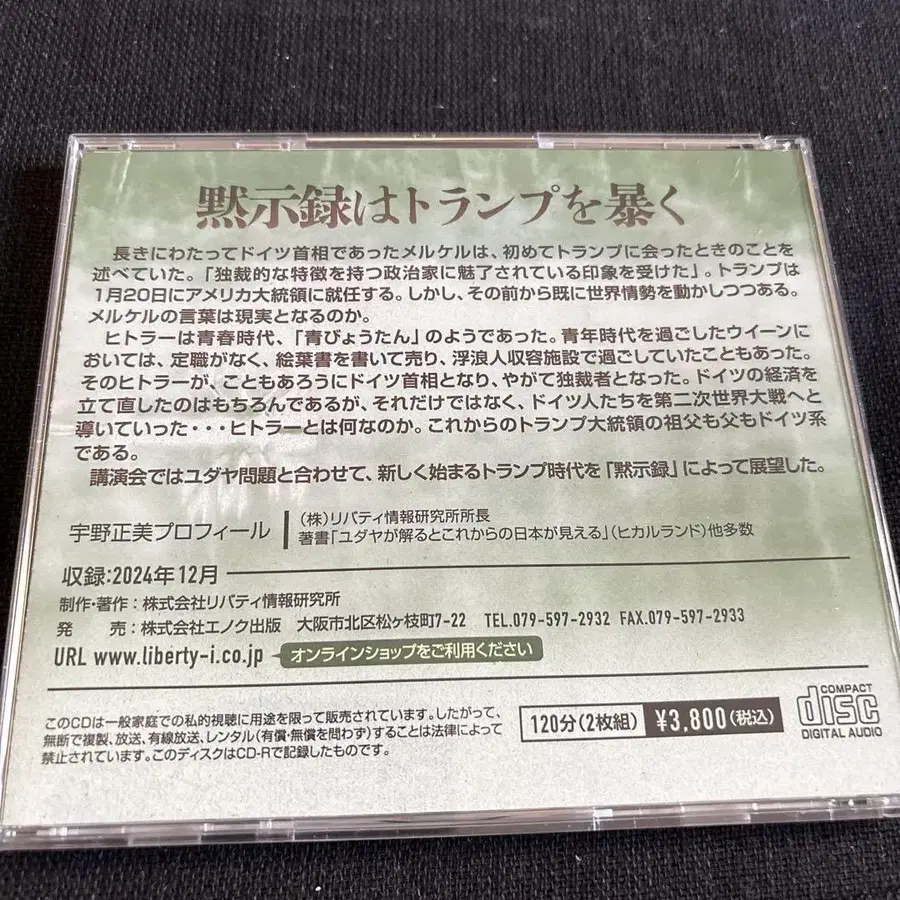 黙示録はトランプを暴く
長きにわたってドイツ首相であったメルケルは、初めてトランプに会ったときのことを
述べていた。「独裁的な特徴を持つ政治家に魅了されている印象を受けた」。トランプは
1月20日にアメリカ大統領に就任する。しかし、その前から既に世界情勢を動かしつつある。
メルケルの言葉は現実となるのか。
ヒトラーは青春時代、「青びょうたん」のようであった。青年時代を過ごしたウイーンに
おいては、定職がなく、絵葉書を書いて売り、浮浪人収容施設で過ごしていたこともあった。
そのヒトラーが、こともあろうにドイツ首相となり、やがて独裁者となった。ドイツの経済を
立て直したのはもちろんであるが、それだけではなく、ドイツ人たちを第二次世界大戦へと
導いていった・・・ヒトラーとは何なのか。これからのトランプ大統領の祖父も父もドイツ系
である。
講演会ではユダヤ問題と合わせて、新しく始まるトランプ時代を「黙示録」によって展望した。
宇野正美プロフィール
(株)リバティ情報研究所所長
著書「ユダヤが解るとこれからの日本が見える」(ヒカルランド)他多数
収録:2024年12月
制作・著作：株式会社リバティ情報研究所
発　売：株式会社エノク出版　大阪市北区松ヶ枝町7-22　TEL.079-597-2932　FAX.079-597-2933
URL www.liberty-i.co.jp オンラインショップをご利用ください
このCDは一般家庭での私的視聴に用途を限って販売されています。したがって、
無断で複製、放送、有線放送、レンタル(有償・無償を問わず)することは法律によって
禁止されています。このディスクはCD-Rで記録したものです。
120分(2枚組) ¥3,800(税込)
COMPACT
disc
DIGITAL AUDIO